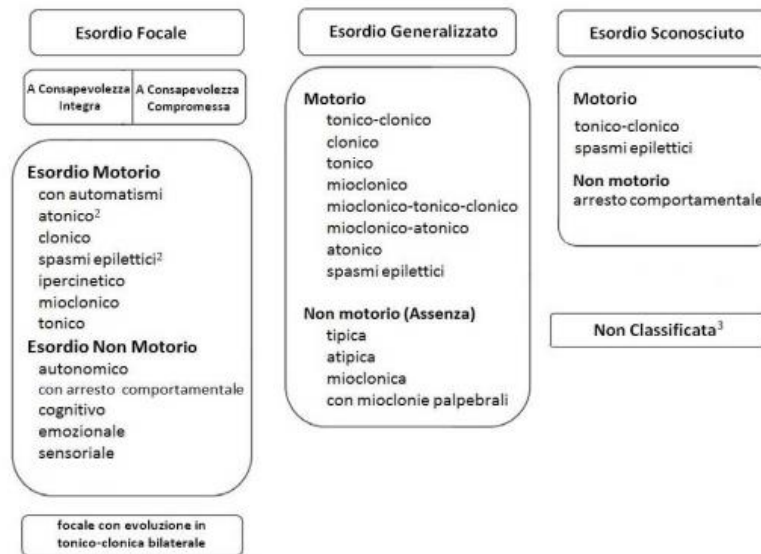 Esordio Focale
A Consapevolezza Integra
A Consapevolezza Compromessa
Esordio Motorio
con automatismi
atonico²
clonico
spasmi epilettici²
ipercinetico
mioclonico
tonico
Esordio Non Motorio
autonomico
con arresto comportamentale
cognitivo
emozionale
sensoriale
focale con evoluzione in
tonico-clonica bilaterale
Esordio Generalizzato
Motorio
tonico-clonico
clonico
tonico
mioclonico
mioclonico-tonico-clonico
mioclonico-atonico
atonico
spasmi epilettici
Non motorio (Assenza)
tipica
atipica
mioclonica
con mioclonie palpebrali
Esordio Sconosciuto
Motorio
tonico-clonico
spasmi epilettici
Non motorio
arresto comportamentale
Non Classificata³